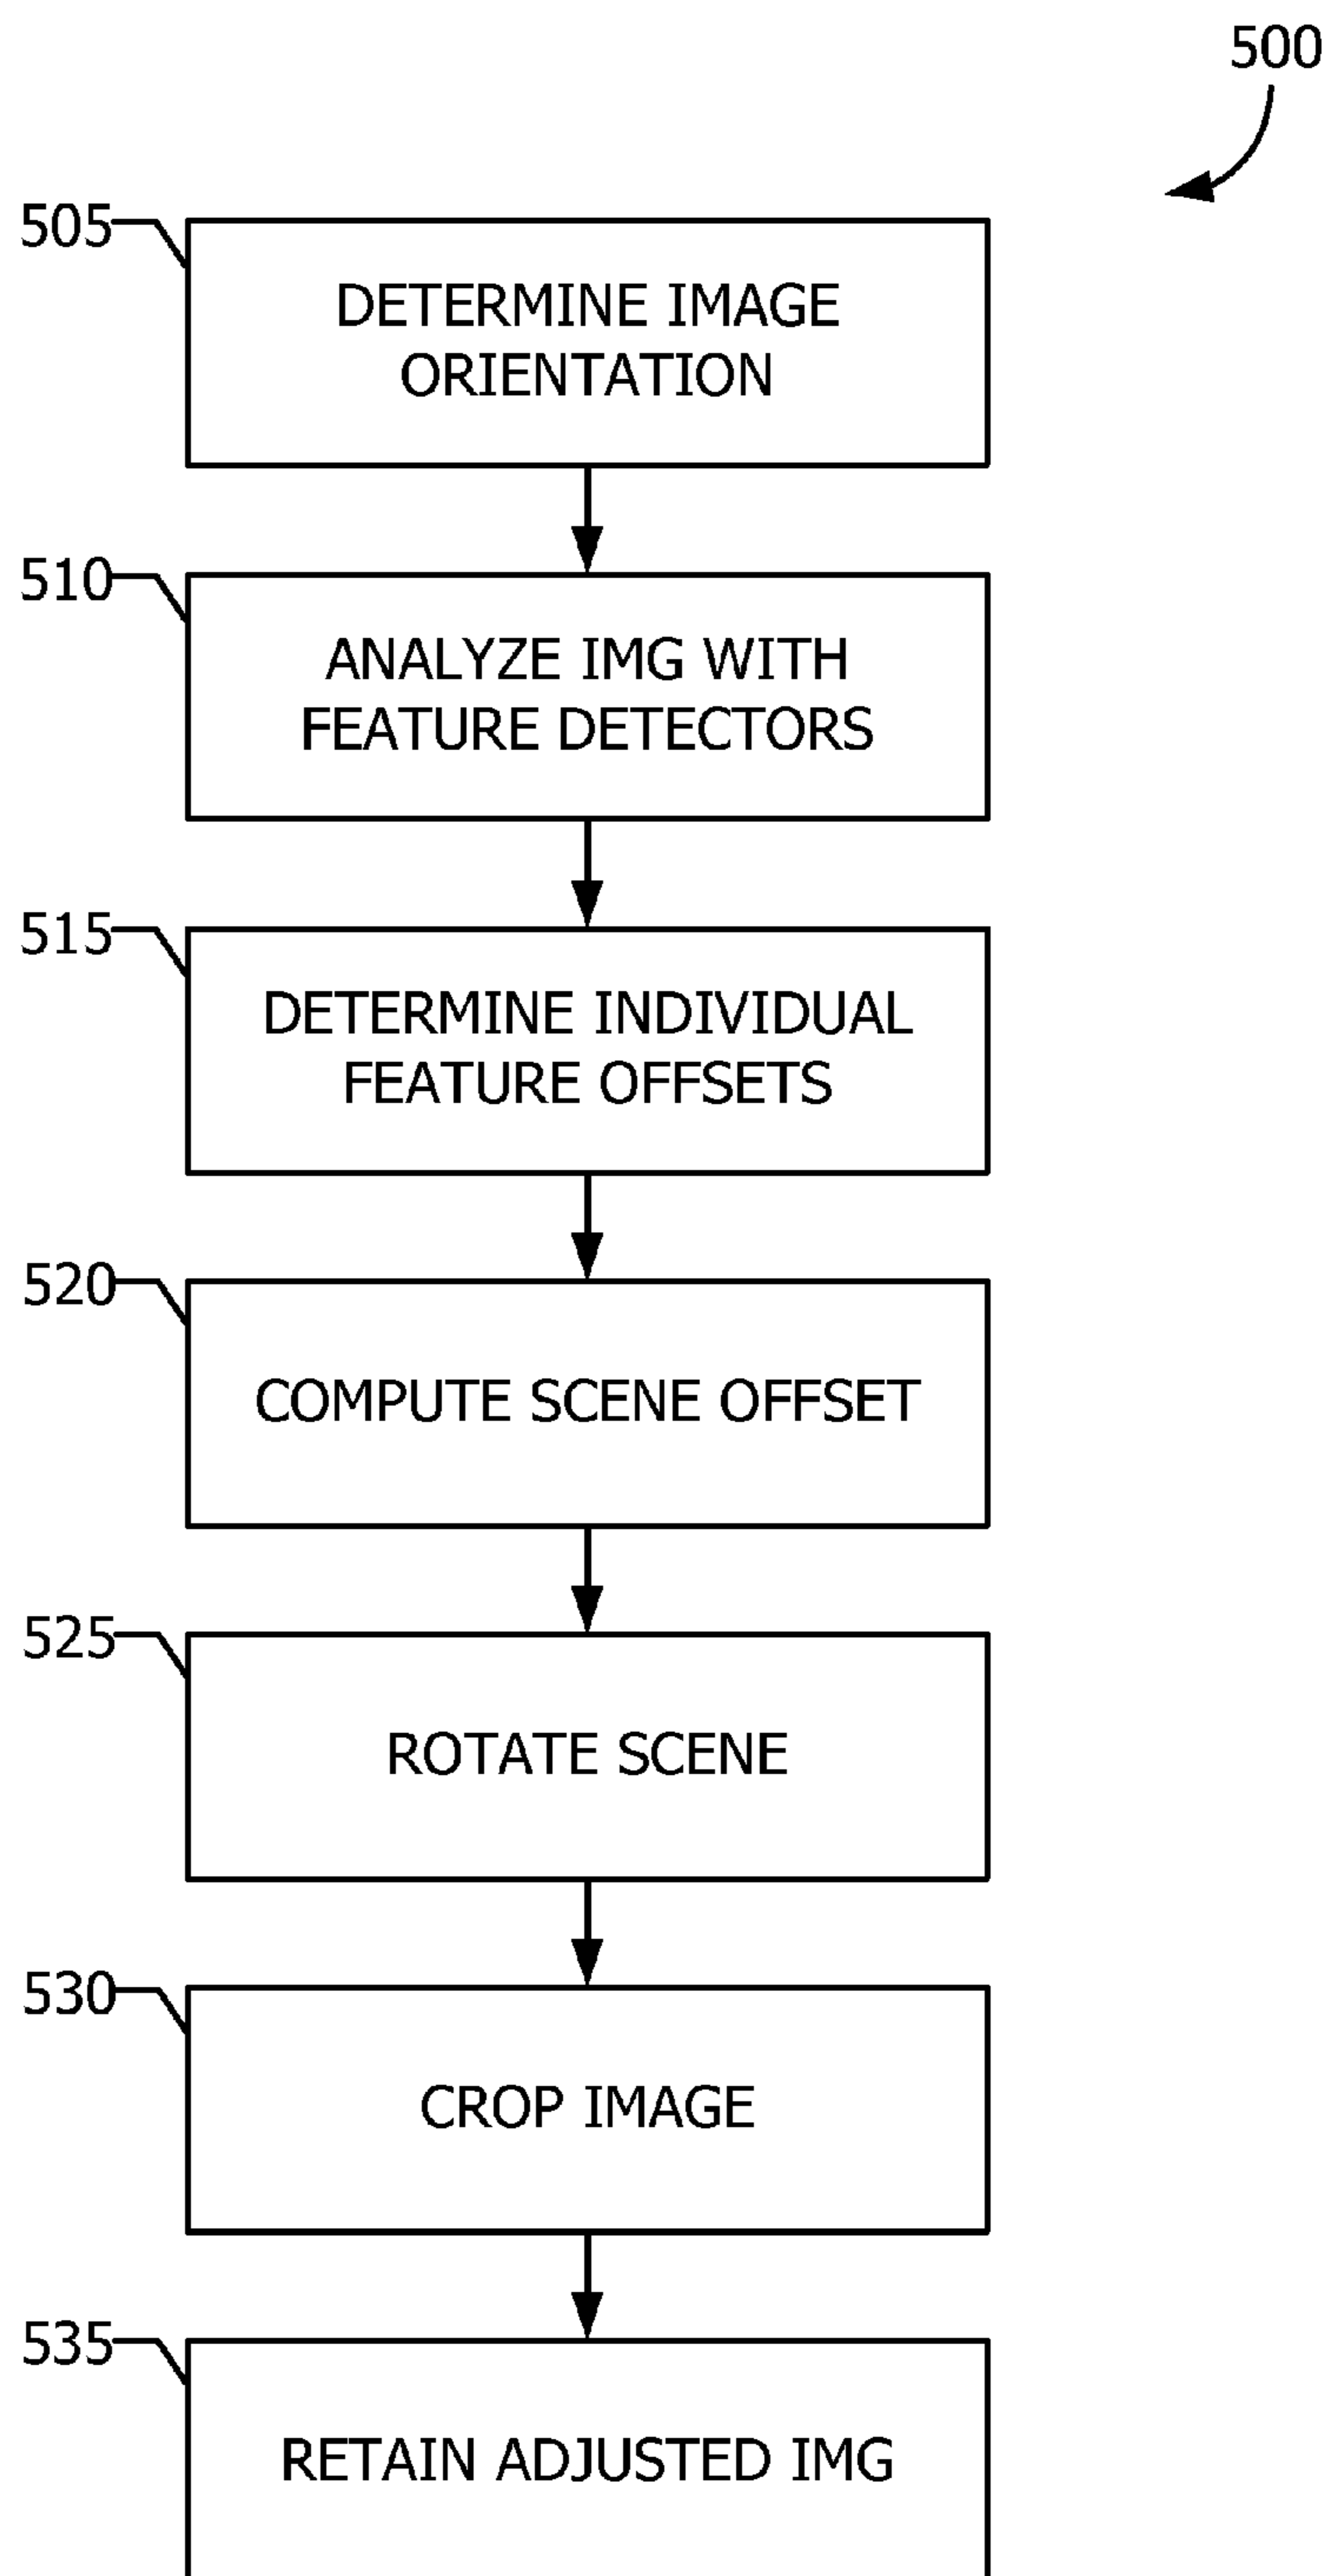 500
505
DETERMINE IMAGE
ORIENTATION
510
ANALYZE IMG WITH
FEATURE DETECTORS
515
DETERMINE INDIVIDUAL
FEATURE OFFSETS
520
COMPUTE SCENE OFFSET
525
ROTATE SCENE
530
CROP IMAGE
535
RETAIN ADJUSTED IMG